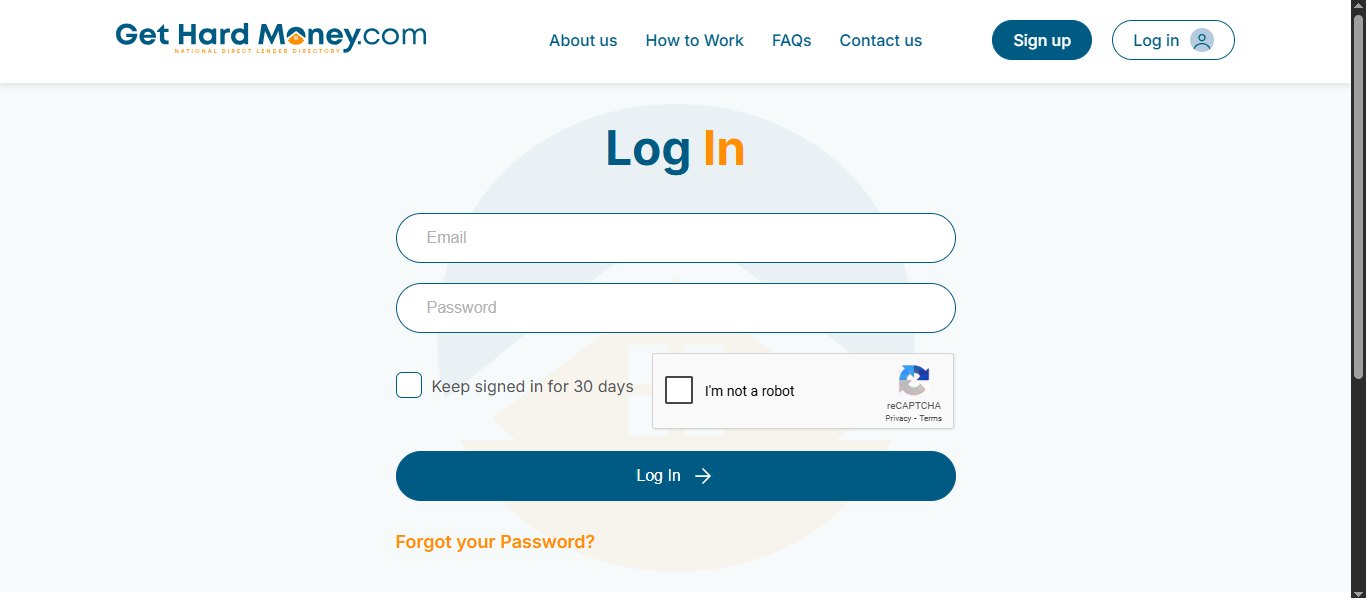 Get Hard Money.com
NATIONAL DIRECT LENDER DIRECTORY
About us
How to Work
FAQs
Contact us
Sign up
Log in
Log In
Email
Password
Keep signed in for 30 days
I'm not a robot
reCAPTCHA
Privacy - Terms
Log In
Forgot your Password?